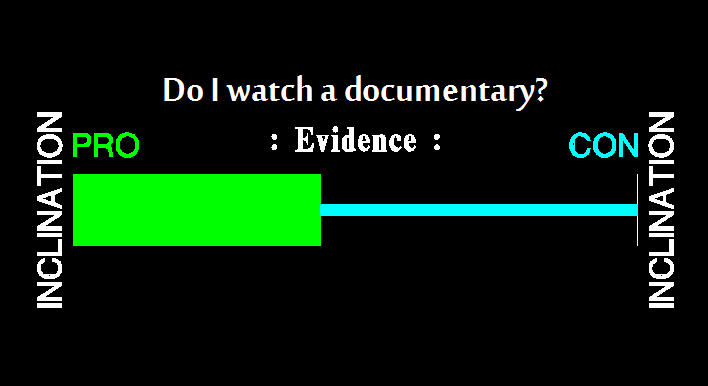 Do I watch a documentary?
: Evidence :
PRO
CON
INCLINATION
INCLINATION